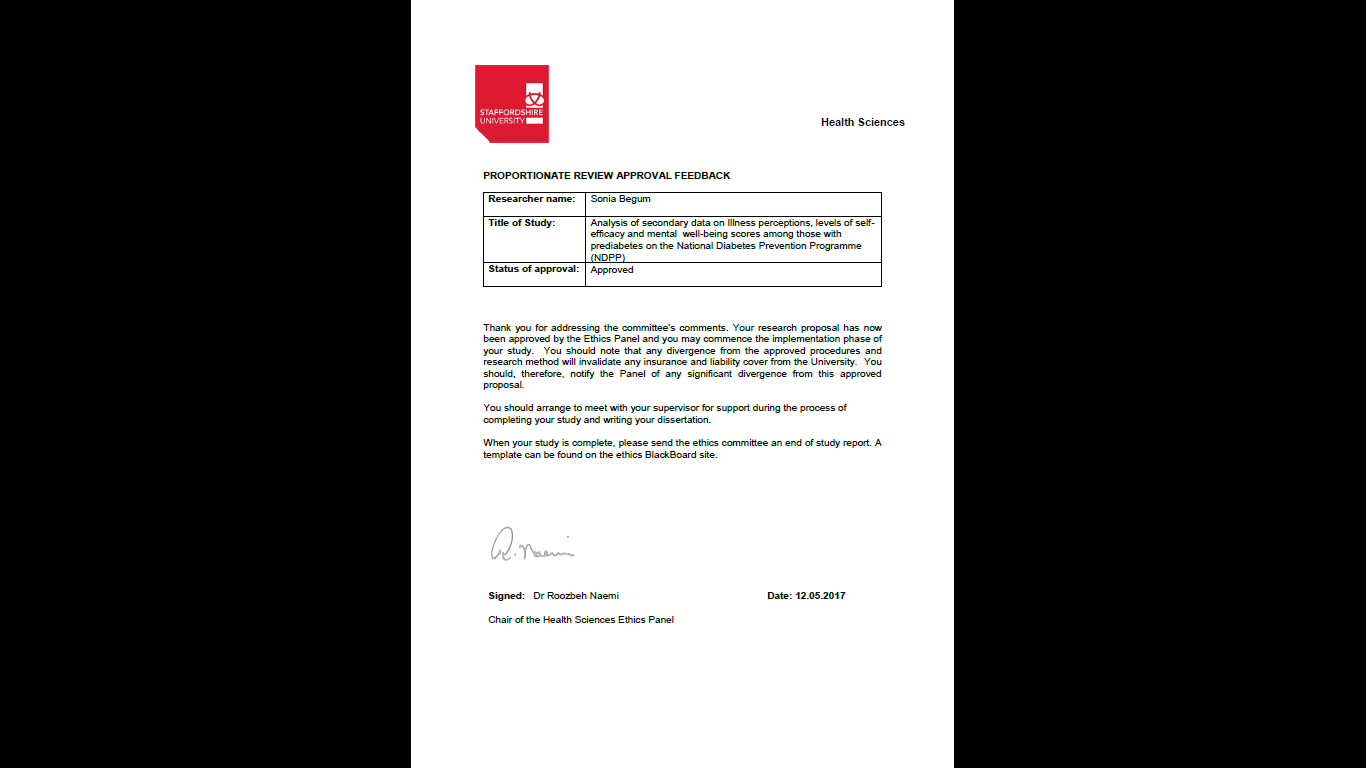 STAFFORDSHIRE
UNIVERSITY
Health Sciences
PROPORTIONATE REVIEW APPROVAL FEEDBACK
Researcher name: Sonia Begum
Title of Study: Analysis of secondary data on Illness perceptions, levels of self-
efficacy and mental well-being scores among those with
prediabetes on the National Diabetes Prevention Programme
(NDPP)
Status of approval: Approved
Thank you for addressing the committee's comments. Your research proposal has now
been approved by the Ethics Panel and you may commence the implementation phase of
your study. You should note that any divergence from the approved procedures and
research method will invalidate any insurance and liability cover from the University. You
should, therefore, notify the Panel of any significant divergence from this approved
proposal.
You should arrange to meet with your supervisor for support during the process of
completing your study and writing your dissertation.
When your study is complete, please send the ethics committee an end of study report. A
template can be found on the ethics BlackBoard site.
R. Naemi
Signed: Dr Roozbeh Naemi Date: 12.05.2017
Chair of the Health Sciences Ethics Panel